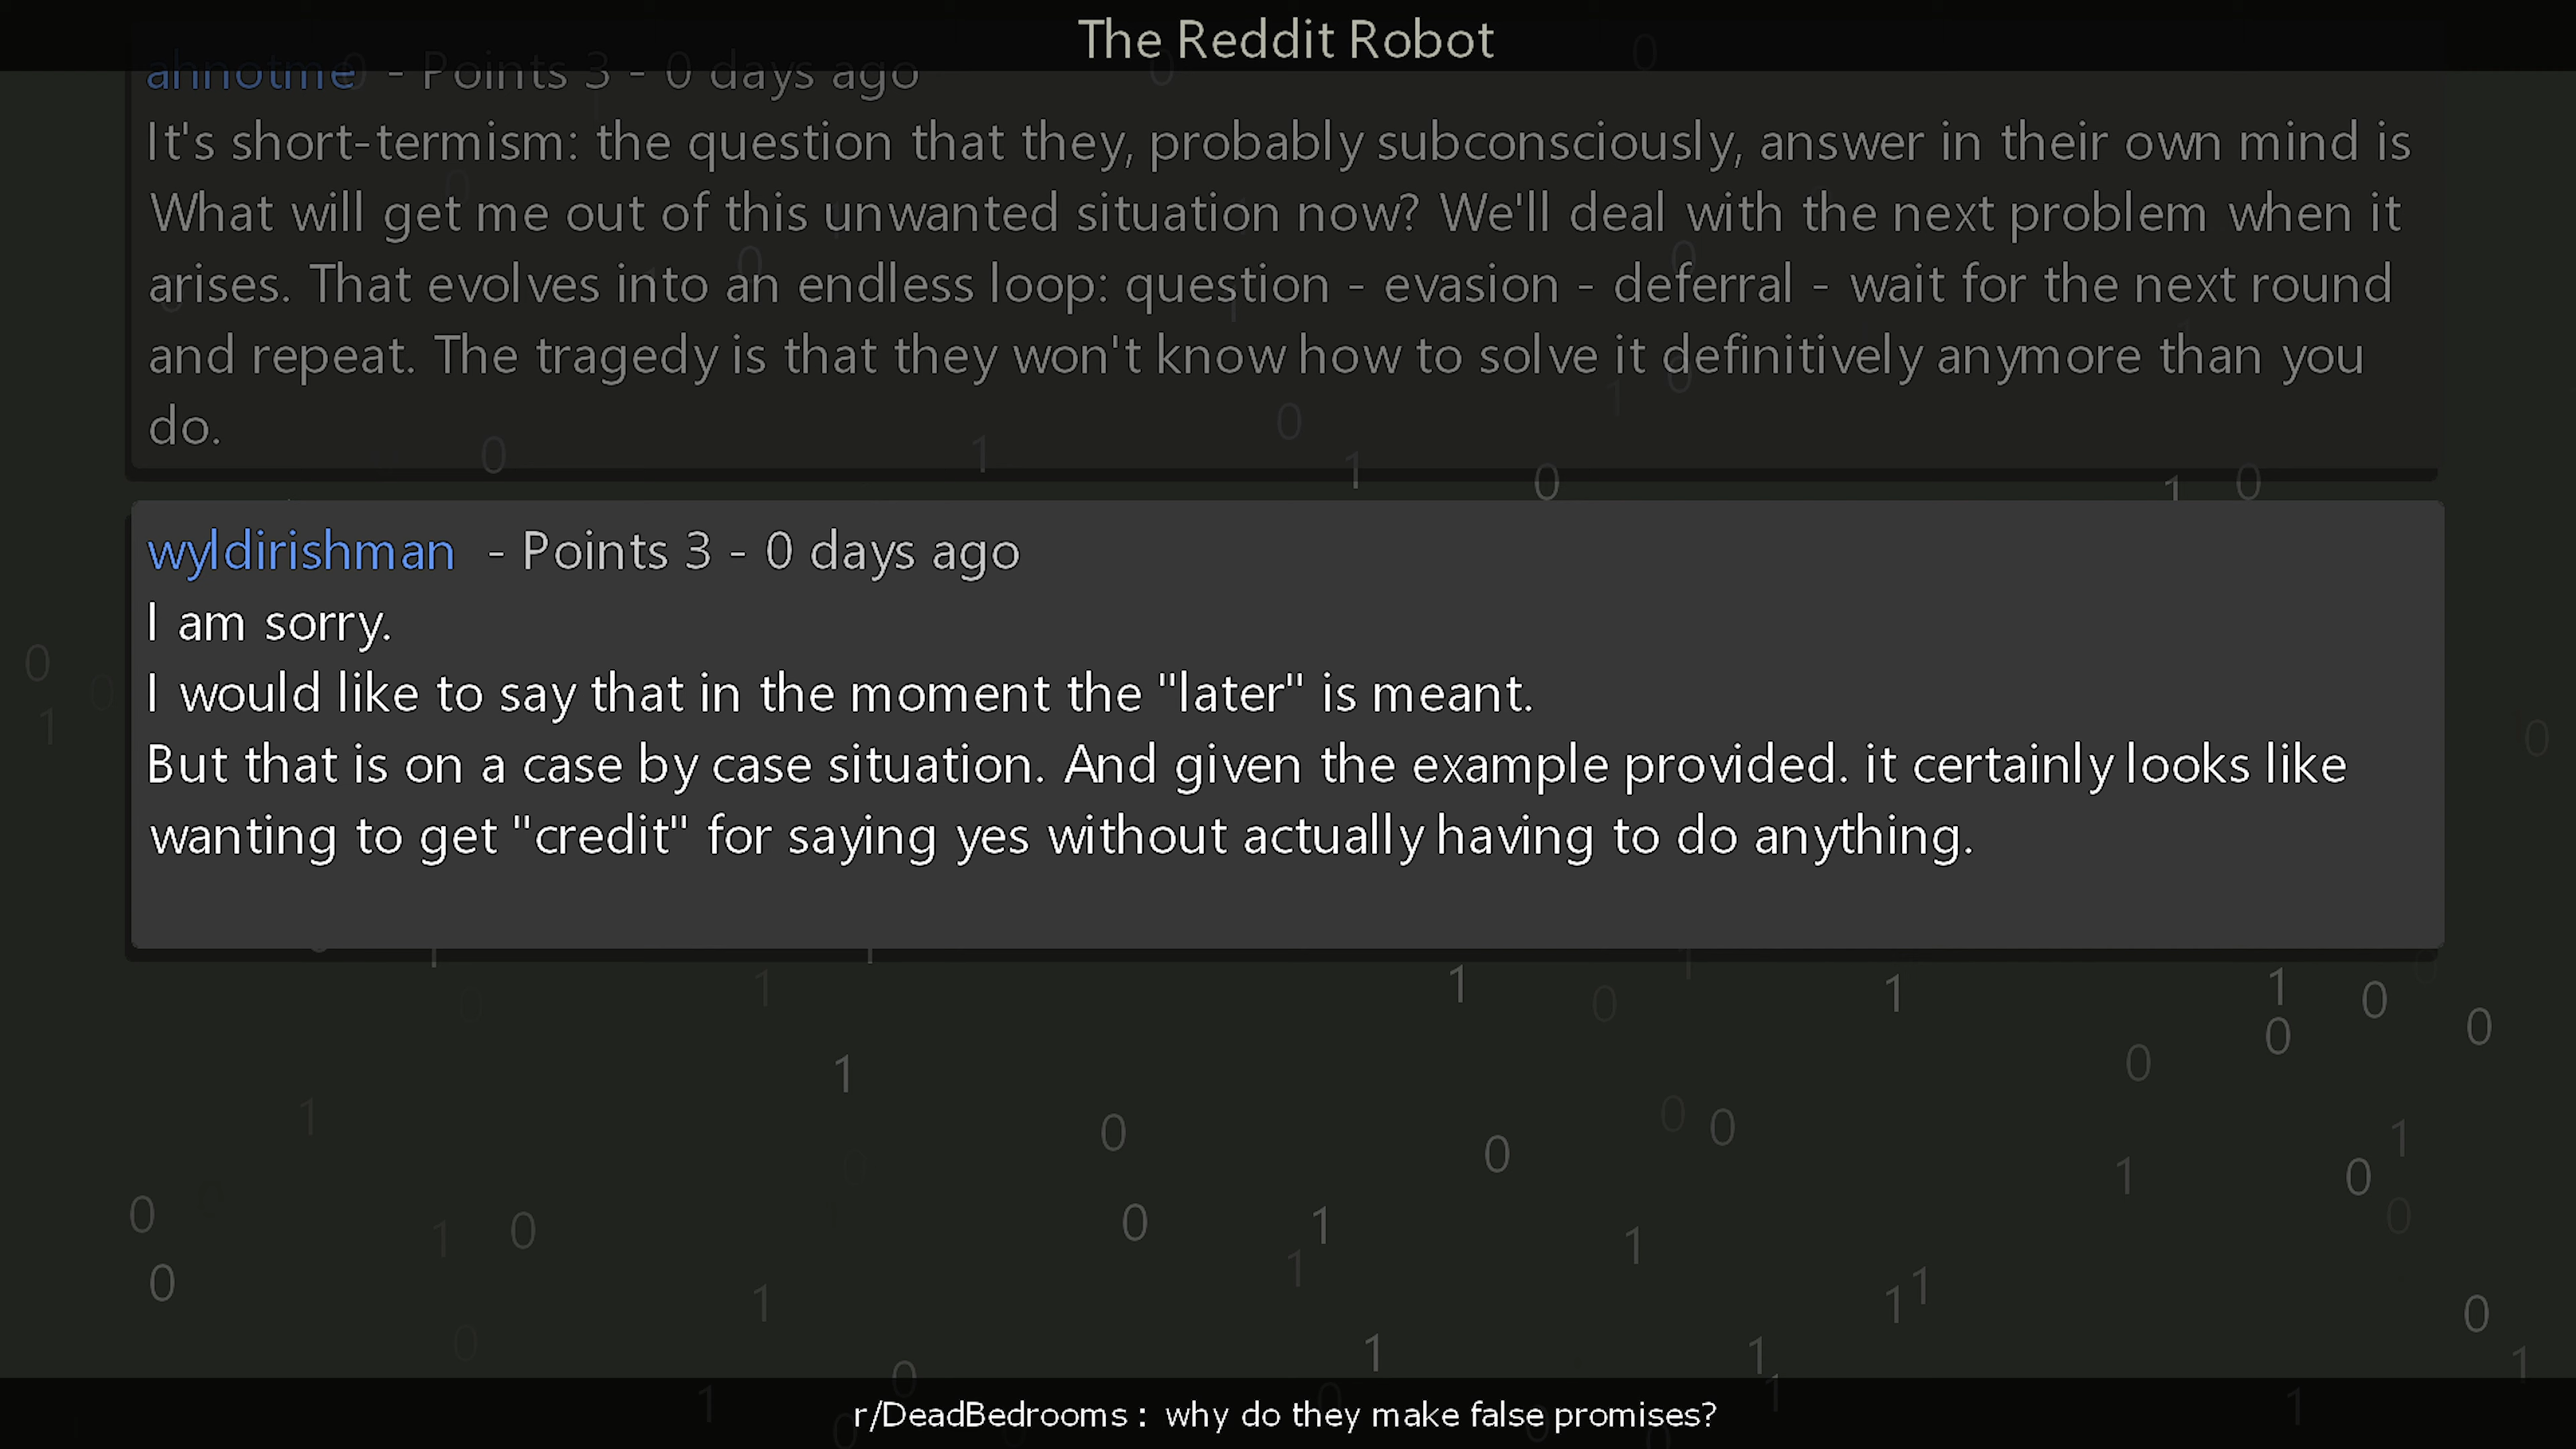 The Reddit Robot
ahnotme - Points 3 - 0 days ago
It's short-termism: the question that they, probably subconsciously, answer in their own mind is
What will get me out of this unwanted situation now? We'll deal with the next problem when it
arises. That evolves into an endless loop: question - evasion - deferral - wait for the next round
and repeat. The tragedy is that they won't know how to solve it definitively anymore than you
do.
wyldirishman - Points 3 - 0 days ago
I am sorry.
I would like to say that in the moment the "later" is meant.
But that is on a case by case situation. And given the example provided. it certainly looks like
wanting to get "credit" for saying yes without actually having to do anything.
r/DeadBedrooms : why do they make false promises?